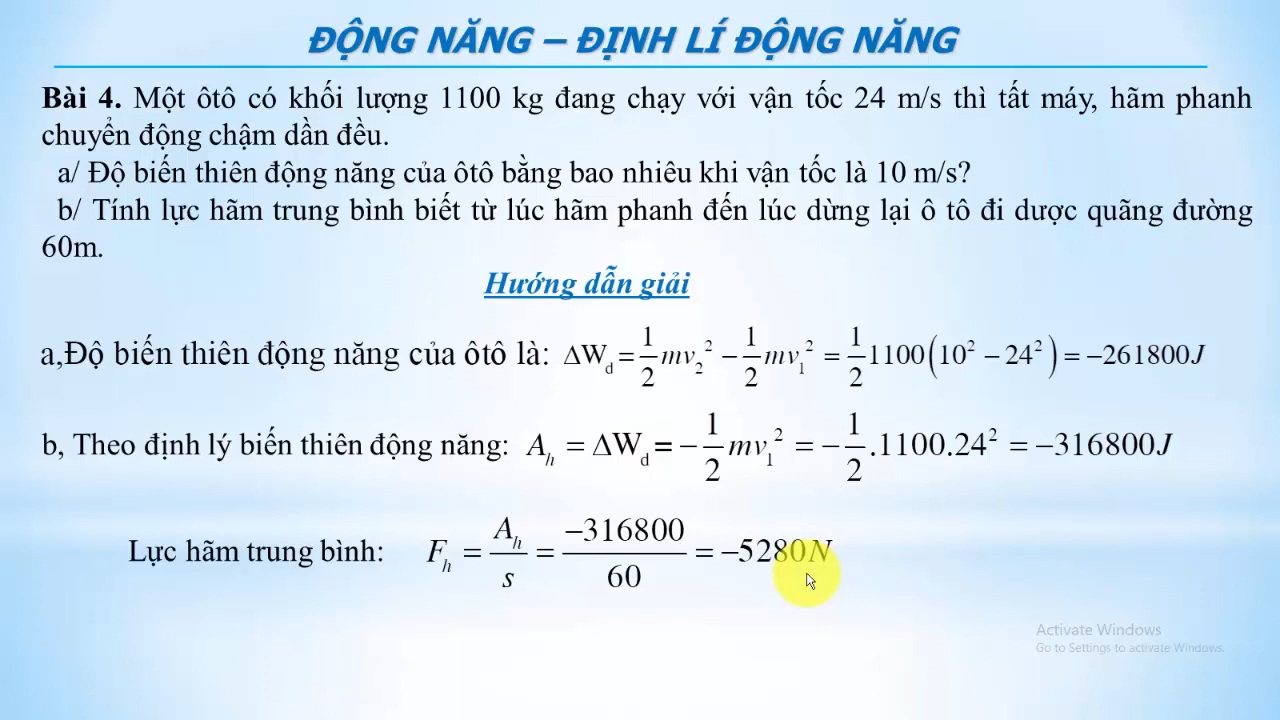 ĐỘNG NĂNG – ĐỊNH LÍ ĐỘNG NĂNG
Bài 4. Một ôtô có khối lượng 1100 kg đang chạy với vận tốc 24 m/s thì tất máy, hãm phanh
chuyển động chậm dần đều.
a/ Độ biến thiên động năng của ôtô bằng bao nhiêu khi vận tốc là 10 m/s?
b/ Tính lực hãm trung bình biết từ lúc hãm phanh đến lúc dừng lại ô tô đi dược quãng đường
60m.
Hướng dẫn giải
a,Độ biến thiên động năng của ôtô là: ΔW_d = 1/2 mv_2^2 − 1/2 mv_1^2 = 1/2 1100(10^2 − 24^2) = −261800J
b, Theo định lý biến thiên động năng: A_h = ΔW_d = − 1/2 mv_1^2 = − 1/2 .1100.24^2 = −316800J
Lực hãm trung bình: F_h = A_h/s = −316800/60 = −5280N
Activate Windows
Go to Settings to activate Windows.